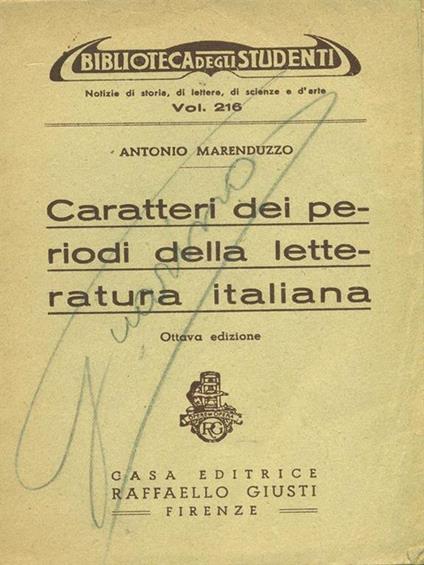 BIBLIOTECA DEGLI STUDENTI
Notizie di storia, di lettere, di scienze e d'arte
Vol. 216
ANTONIO MARENDUZZO
Caratteri dei pe-
riodi della lette-
ratura italiana
Ottava edizione
RG
CASA EDITRICE
RAFFAELLO GIUSTI
FIRENZE